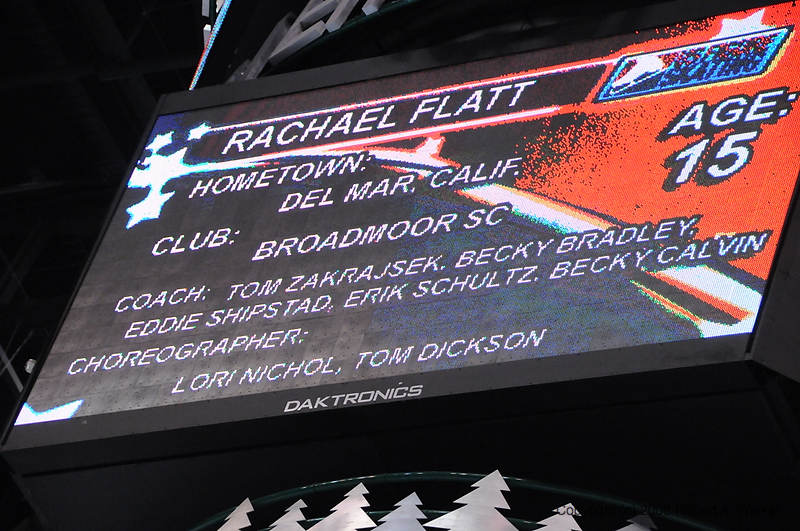 RACHAEL FLATT
AGE:
15
HOMETOWN:
DEL MAR, CALIF.
CLUB: BROADMOOR SC
COACH: TOM ZAKRAJSEK, BECKY BRADLEY,
EDDIE SHIPSTAD, ERIK SCHULTZ, BECKY CALVIN
CHOREOGRAPHER:
LORI NICHOL, TOM DICKSON
DAKTRONICS